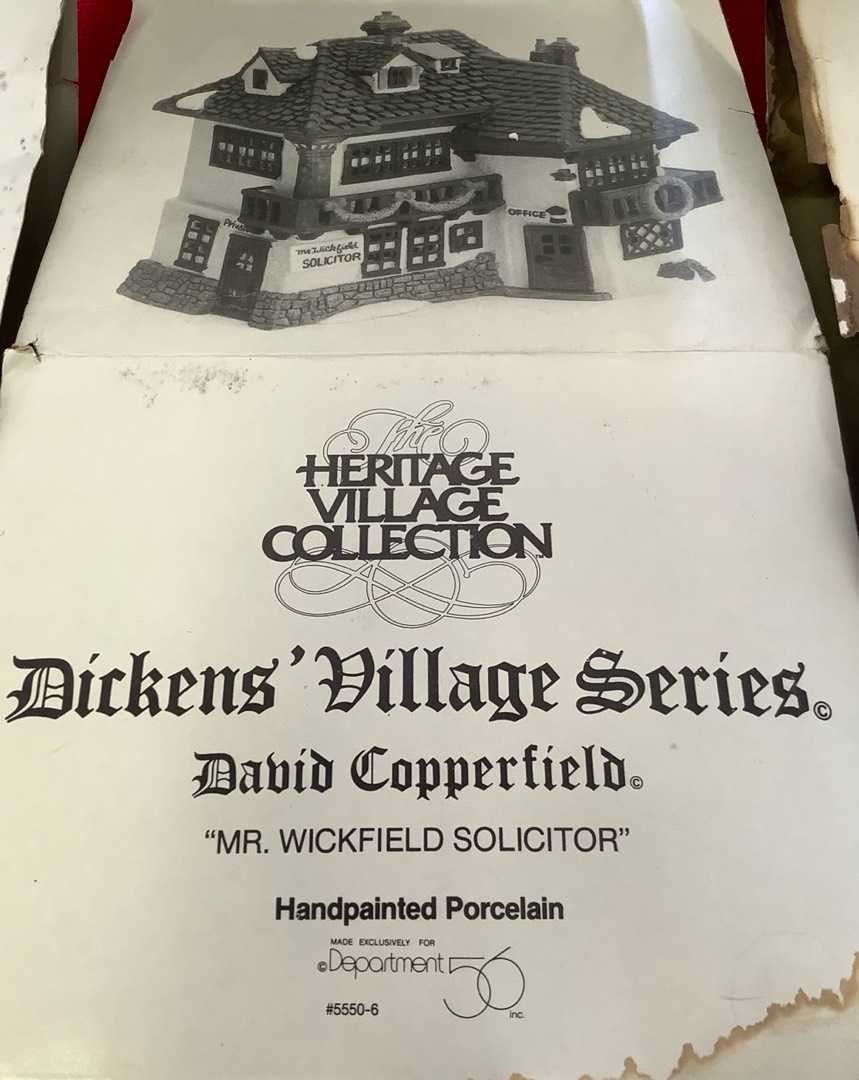 Mr. Wickfield
SOLICITOR
OFFICE
The
HERITAGE
VILLAGE
COLLECTION™
Dickens' Village Series©
David Copperfield©
“MR. WICKFIELD SOLICITOR”
Handpainted Porcelain
MADE EXCLUSIVELY FOR
©Department 56
inc.
#5550-6